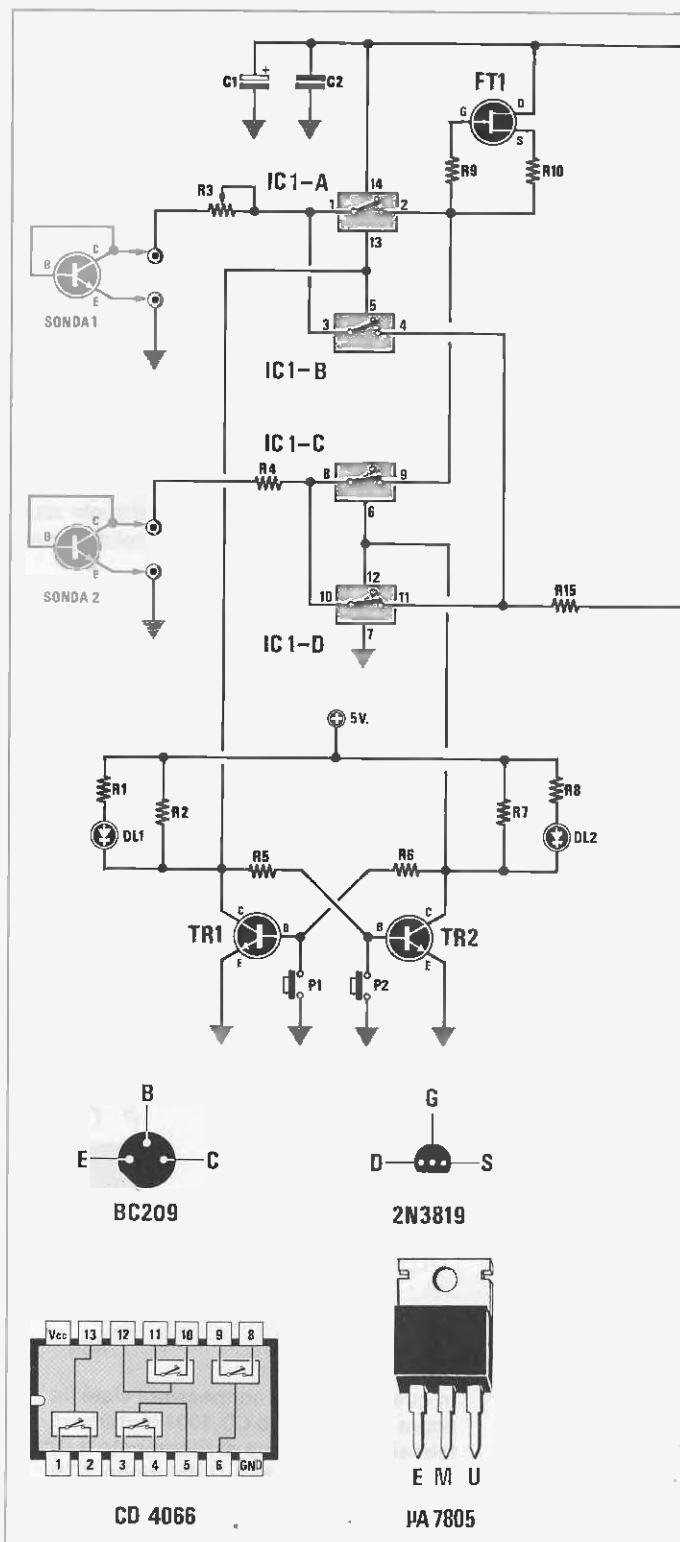 C1 + C2
FT1
G D S
R9 R10
IC1-A
R3
14
1 2
13
B C E
SONDA 1
5
3 4
IC1-B
IC1-C
R4
8 9
6
B C E
SONDA 2
12
10 11
7
R15
IC1-D
5V.
R1 R2 R7 R8
DL1 DL2
R5 R6
TR1 C B E
B C E TR2
P1 P2
B
E C
BC209
G
D S
2N3819
Vcc 13 12 11 10 9 8
1 2 3 4 5 6 GND
CD 4066
E M U
µA 7805